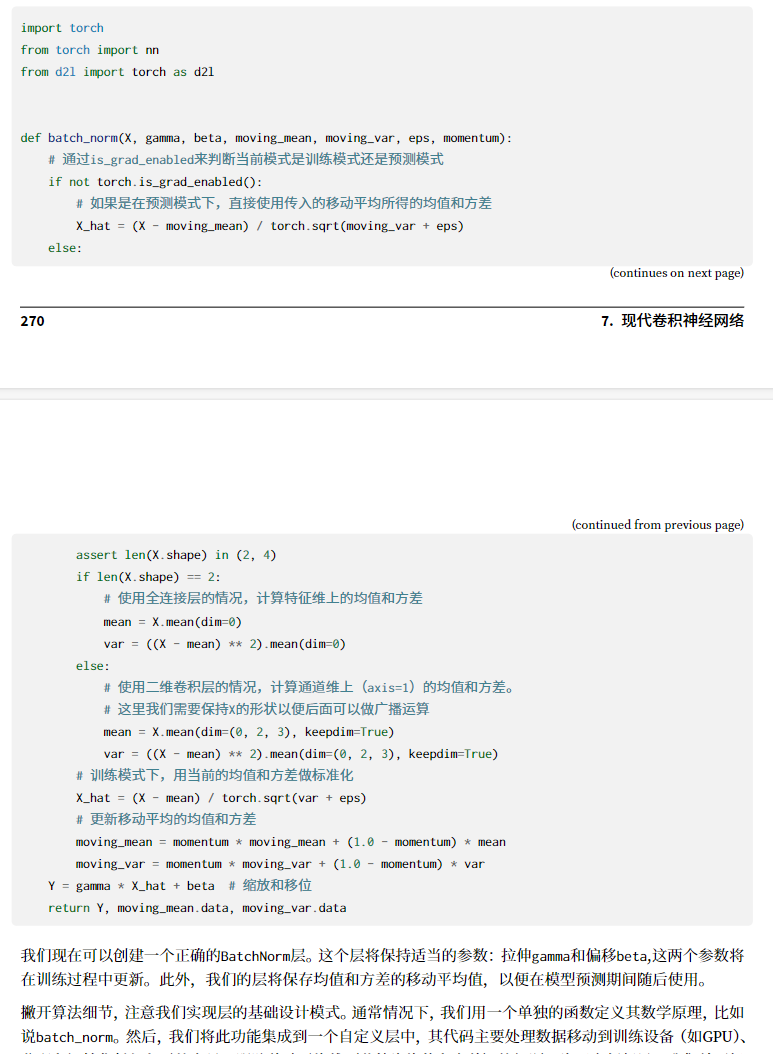 import torch
from torch import nn
from d2l import torch as d2l
def batch_norm(X, gamma, beta, moving_mean, moving_var, eps, momentum):
# 通过is_grad_enabled来判断当前模式是训练模式还是预测模式
if not torch.is_grad_enabled():
# 如果是在预测模式下，直接使用传入的移动平均所得的均值和方差
X_hat = (X - moving_mean) / torch.sqrt(moving_var + eps)
else:
(continues on next page)
270 7. 现代卷积神经网络
(continued from previous page)
assert len(X.shape) in (2, 4)
if len(X.shape) == 2:
# 使用全连接层的情况，计算特征维上的均值和方差
mean = X.mean(dim=0)
var = ((X - mean) ** 2).mean(dim=0)
else:
# 使用二维卷积层的情况，计算通道维上（axis=1）的均值和方差。
# 这里我们需要保持X的形状以便后面可以做广播运算
mean = X.mean(dim=(0, 2, 3), keepdim=True)
var = ((X - mean) ** 2).mean(dim=(0, 2, 3), keepdim=True)
# 训练模式下，用当前的均值和方差做标准化
X_hat = (X - mean) / torch.sqrt(var + eps)
# 更新移动平均的均值和方差
moving_mean = momentum * moving_mean + (1.0 - momentum) * mean
moving_var = momentum * moving_var + (1.0 - momentum) * var
Y = gamma * X_hat + beta # 缩放和移位
return Y, moving_mean.data, moving_var.data
我们现在可以创建一个正确的BatchNorm层。这个层将保持适当的参数：拉伸gamma和偏移beta,这两个参数将
在训练过程中更新。此外，我们的层将保存均值和方差的移动平均值，以便在模型预测期间随后使用。
撇开算法细节，注意我们实现层的基础设计模式。通常情况下，我们用一个单独的函数定义其数学原理，比如
说batch_norm。然后，我们将此功能集成到一个自定义层中，其代码主要处理数据移动到训练设备（如GPU）、